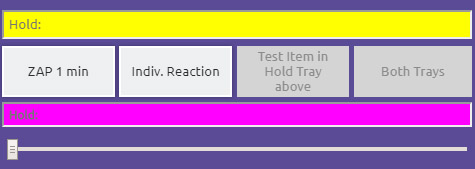 Hold:
ZAP 1 min
Indiv. Reaction
Test Item in
Hold Tray
above
Both Trays
Hold: